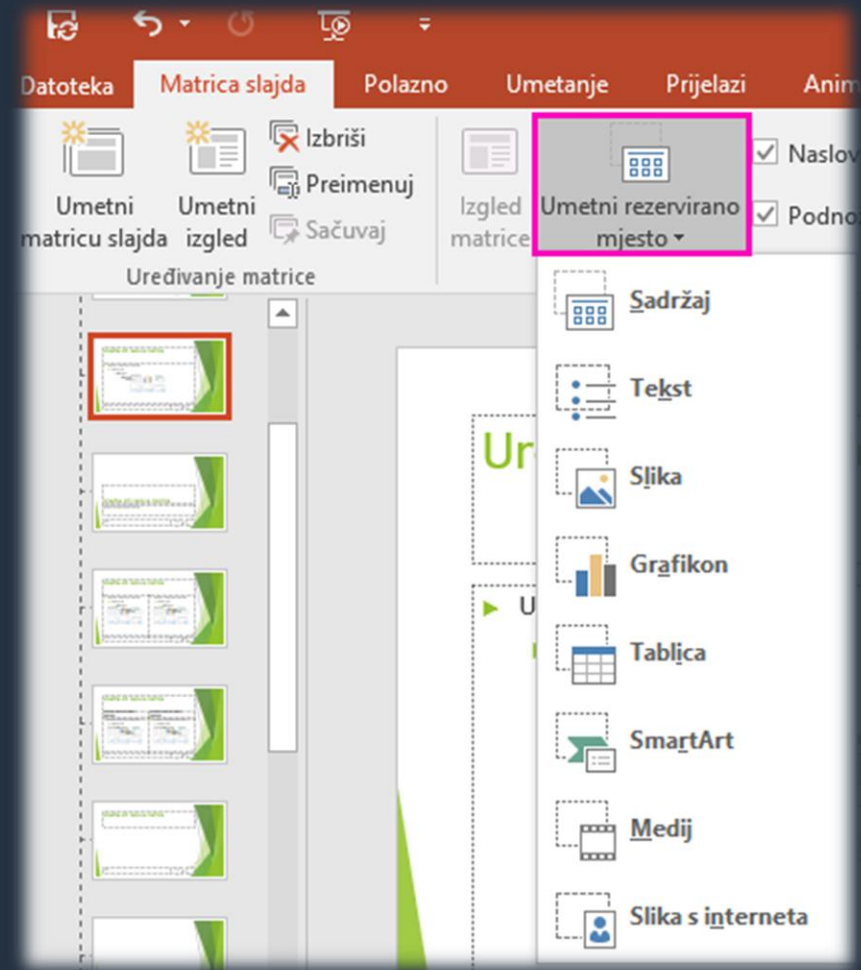 Datoteka Matrica slajda Polazno Umetanje Prijelazi Anim
Umetni matricu slajda
Umetni izgled
Izbriši
Preimenuj
Sačuvaj
Uređivanje matrice
Izgled matrice
Umetni rezervirano mjesto
Naslov
Podno
Sadržaj
Tekst
Slika
Grafikon
Tablica
SmartArt
Medij
Slika s interneta
Ur
U